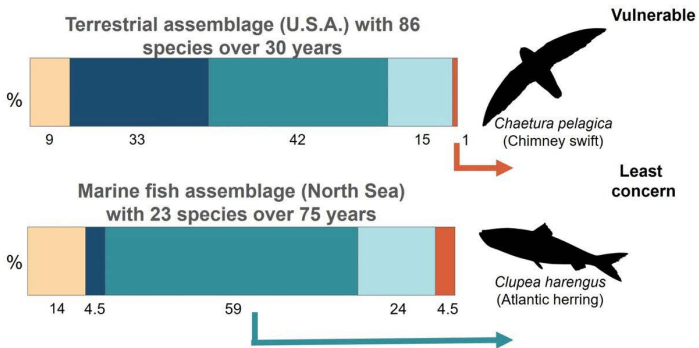 Terrestrial assemblage (U.S.A.) with 86
species over 30 years
Vulnerable
%
9 33 42 15 1
Chaetura pelagica
(Chimney swift)
Marine fish assemblage (North Sea)
with 23 species over 75 years
Least
concern
%
14 4.5 59 24 4.5
Clupea harengus
(Atlantic herring)